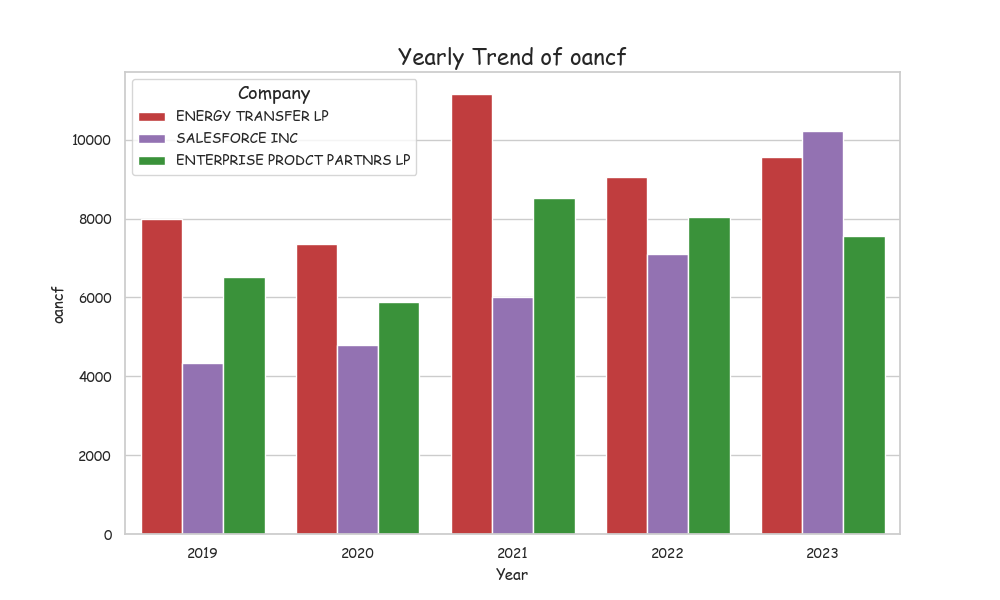 Yearly Trend of oancf
Company
ENERGY TRANSFER LP
SALESFORCE INC
ENTERPRISE PRODCT PARTNRS LP
10000
8000
6000
4000
2000
0
oancf
2019 2020 2021 2022 2023
Year